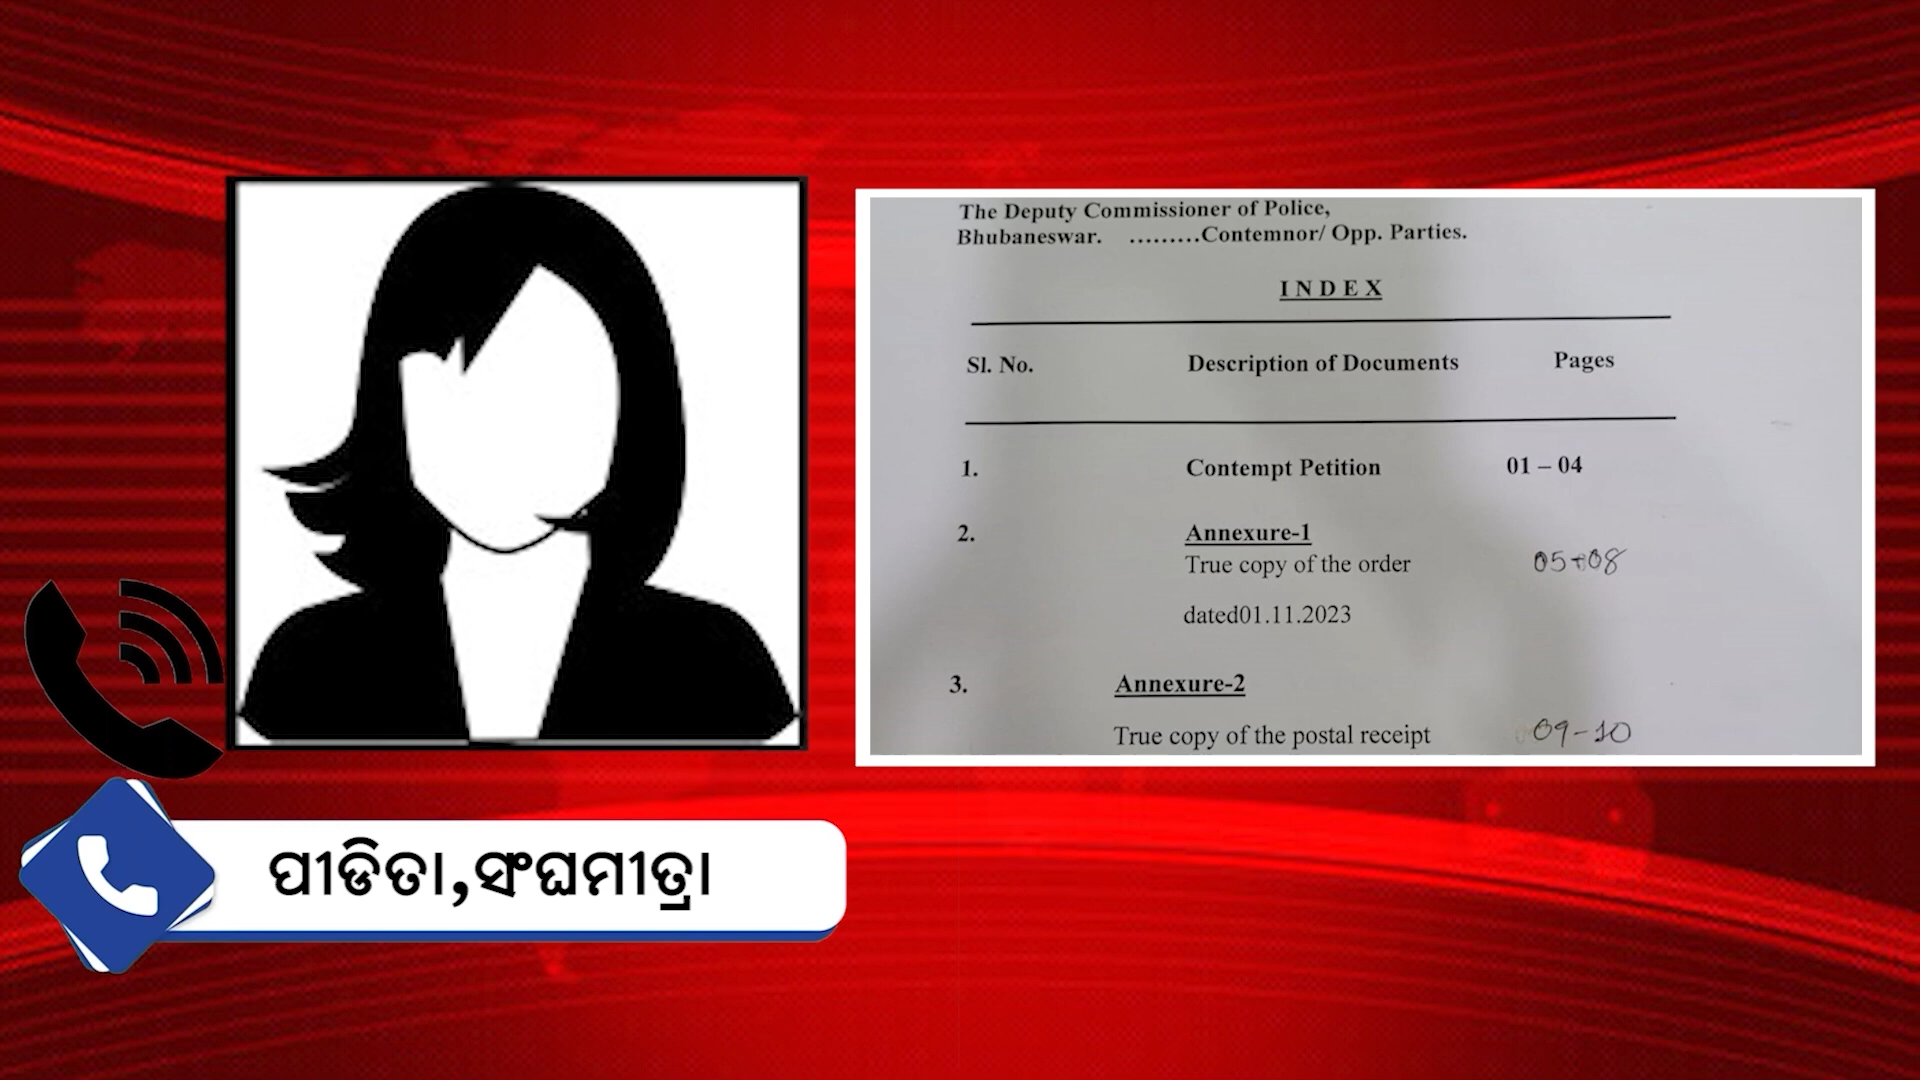 The Deputy Commissioner of Police,
Bhubaneswar. .........Contemnor/ Opp. Parties.
INDEX
Sl. No. Description of Documents Pages
1. Contempt Petition 01 – 04
2. Annexure-1
True copy of the order 05-08
dated01.11.2023
3. Annexure-2
True copy of the postal receipt 09-10
ପୀଡିତା,ସଂଘମୀତ୍ରା